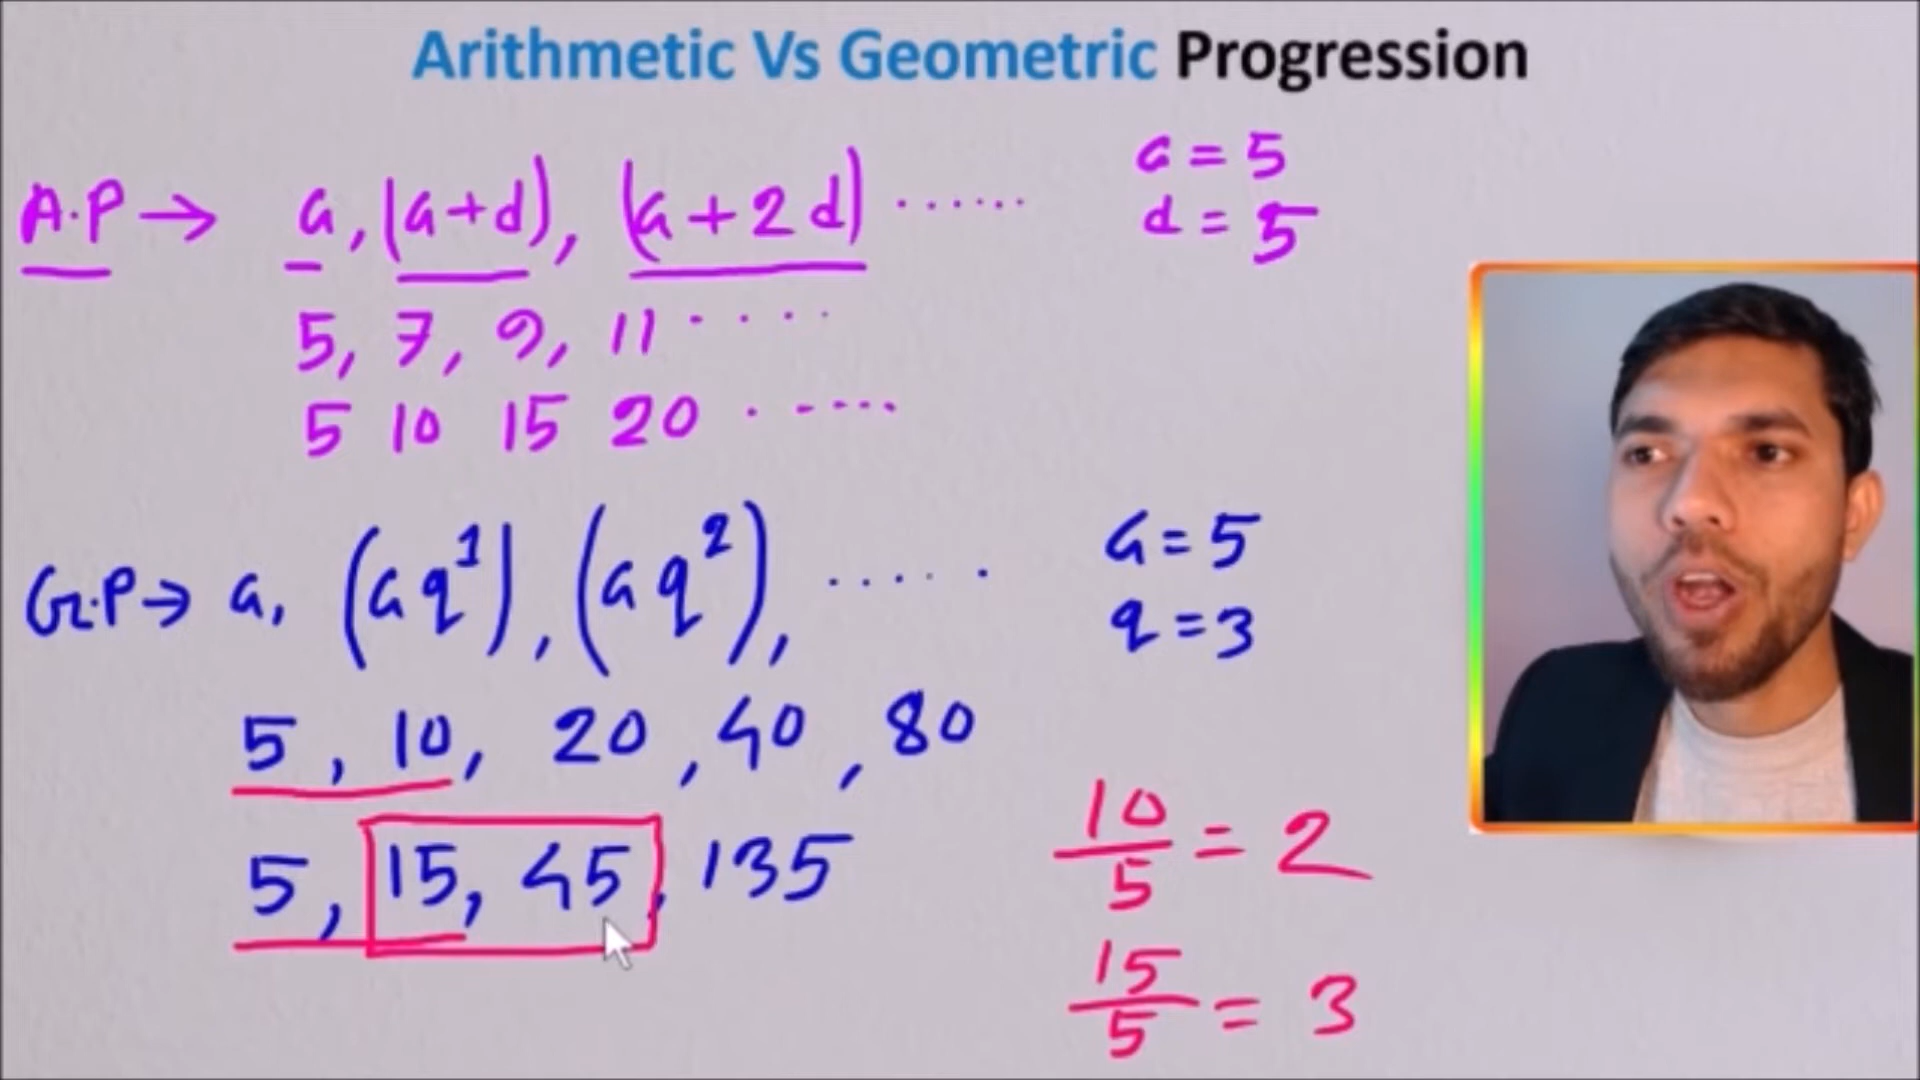 Arithmetic Vs Geometric Progression
A.P → a, (a+d), (a+2d) ......
a = 5
d = 5
5, 7, 9, 11 ....
5 10 15 20 .....
G.P → a, (aq¹), (aq²), .....
a = 5
q = 3
5, 10, 20, 40, 80
5, 15, 45, 135
10/5 = 2
15/5 = 3